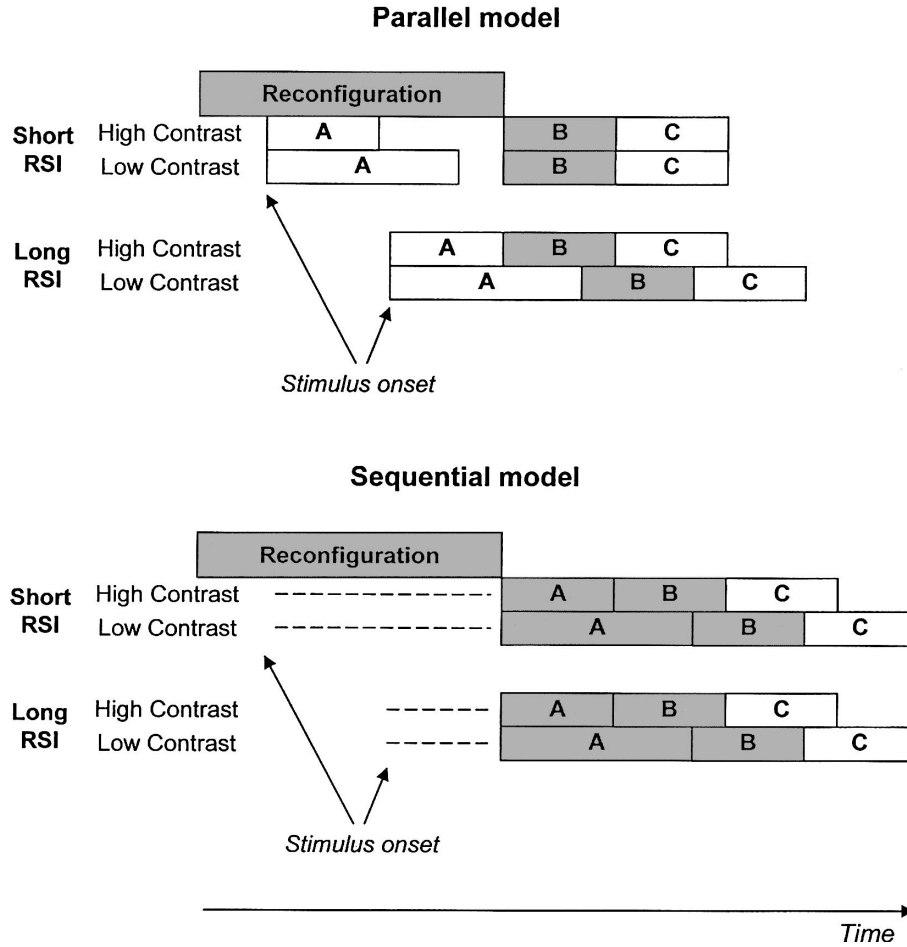 Parallel model
Reconfiguration
Short RSI
High Contrast A B C
Low Contrast A B C
Long RSI
High Contrast A B C
Low Contrast A B C
Stimulus onset
Sequential model
Reconfiguration
Short RSI
High Contrast A B C
Low Contrast A B C
Long RSI
High Contrast A B C
Low Contrast A B C
Stimulus onset
Time